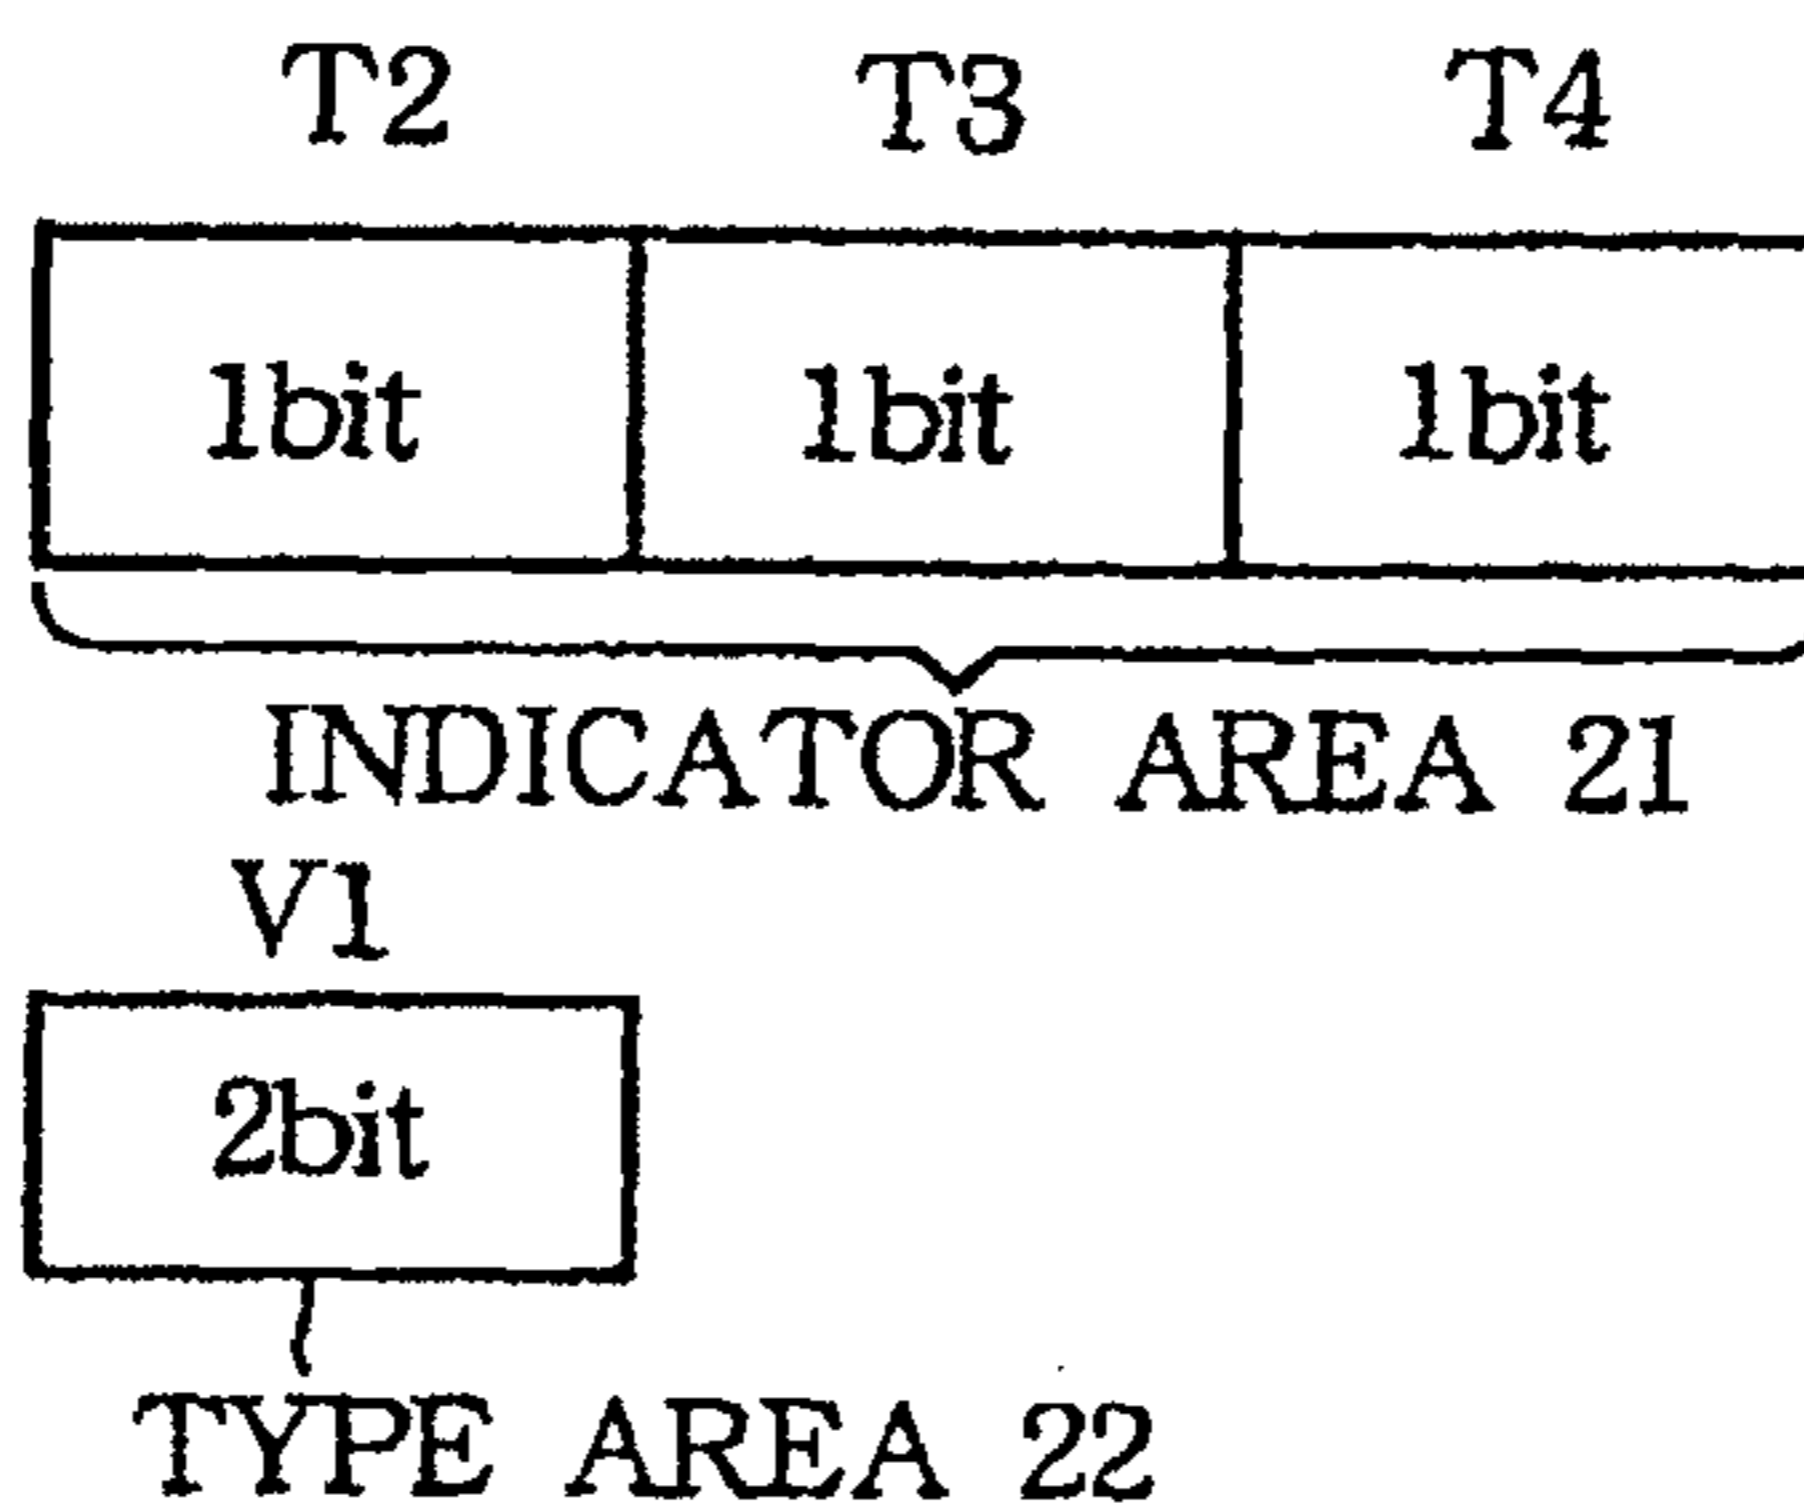 T2 T3 T4
1bit 1bit 1bit
INDICATOR AREA 21
V1
2bit
TYPE AREA 22